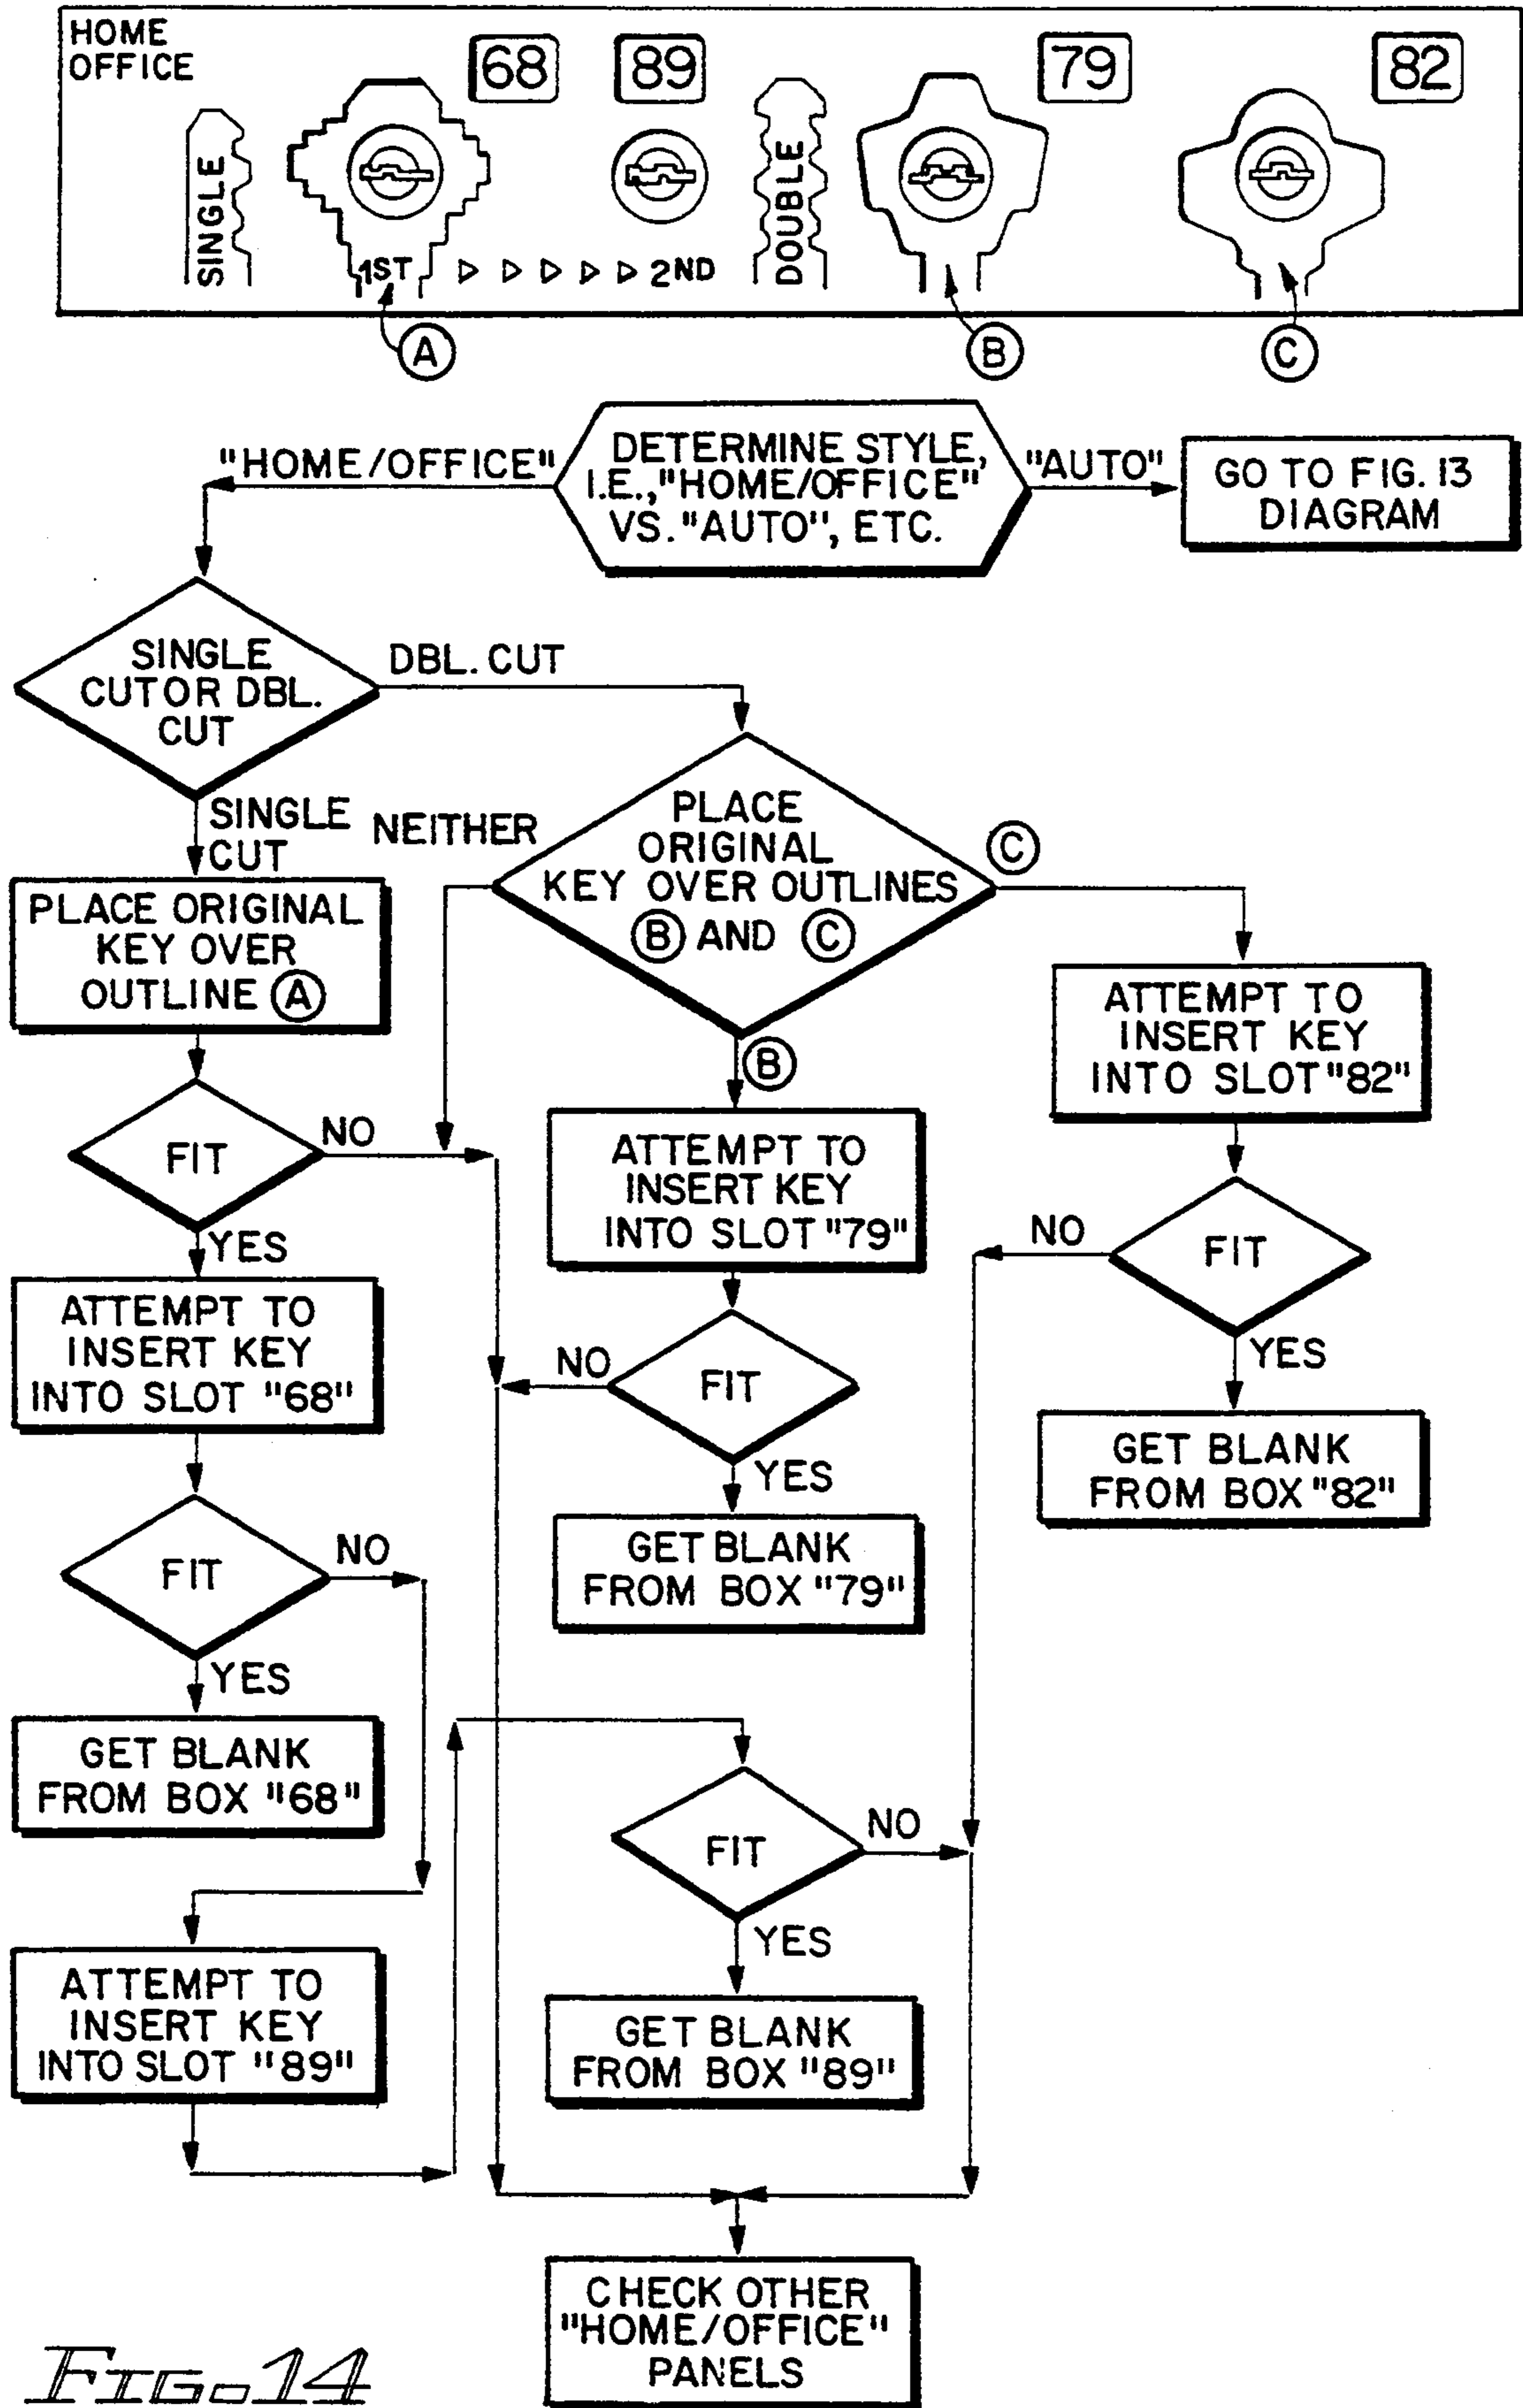 HOME
OFFICE
68
89
79
82
SINGLE
DOUBLE
1ST
2ND
A
B
C
"HOME/OFFICE"
DETERMINE STYLE,
I.E.,"HOME/OFFICE"
VS."AUTO", ETC.
"AUTO"
GO TO FIG. 13
DIAGRAM
SINGLE
CUTOR DBL.
CUT
DBL. CUT
SINGLE
CUT
NEITHER
PLACE
ORIGINAL
KEY OVER OUTLINES
B AND C
C
B
PLACE ORIGINAL
KEY OVER
OUTLINE A
FIT
NO
YES
ATTEMPT TO
INSERT KEY
INTO SLOT "82"
ATTEMPT TO
INSERT KEY
INTO SLOT "79"
FIT
NO
YES
ATTEMPT TO
INSERT KEY
INTO SLOT "68"
FIT
NO
YES
GET BLANK
FROM BOX "82"
GET BLANK
FROM BOX "79"
FIT
NO
YES
GET BLANK
FROM BOX "68"
FIT
NO
YES
ATTEMPT TO
INSERT KEY
INTO SLOT "89"
GET BLANK
FROM BOX "89"
CHECK OTHER
"HOME/OFFICE"
PANELS
FIG. 14